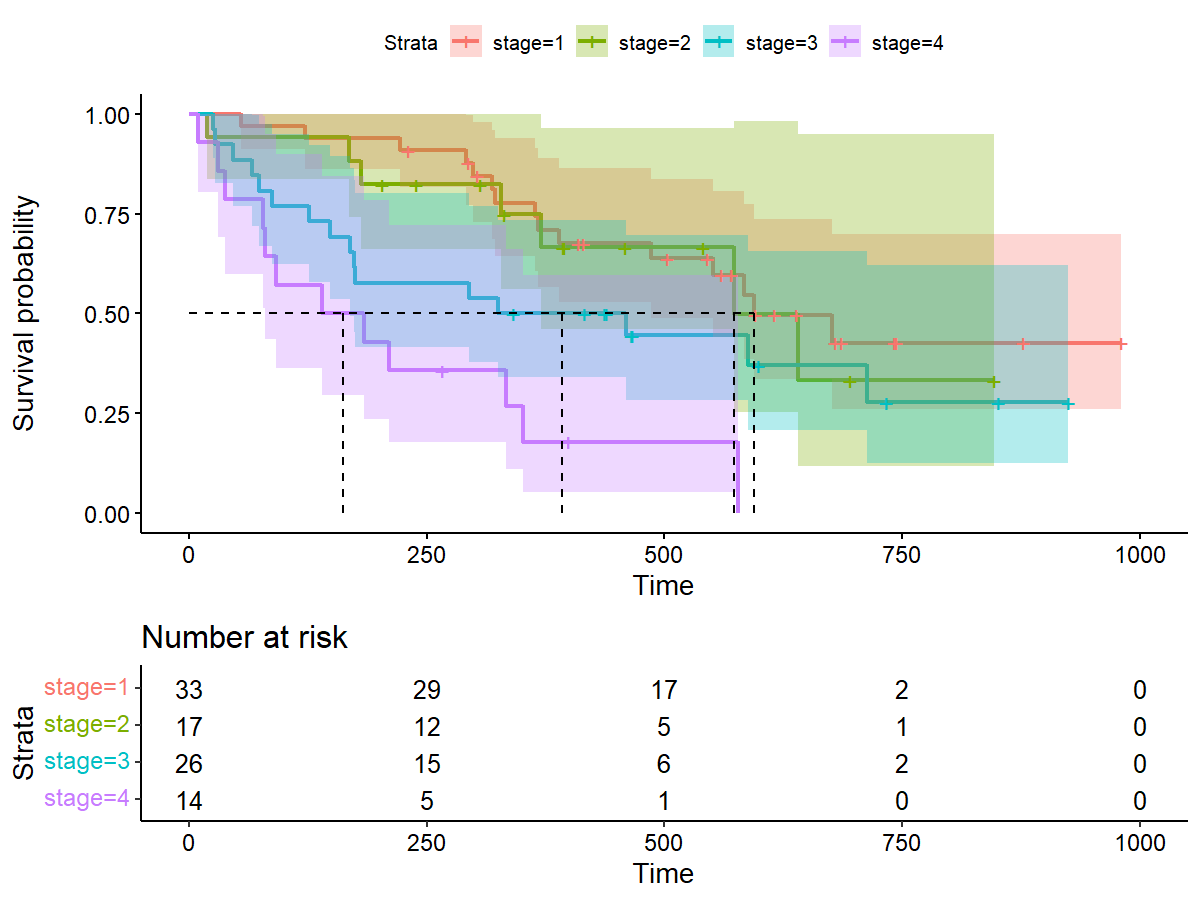 Strata stage=1 stage=2 stage=3 stage=4
Survival probability
1.00
0.75
0.50
0.25
0.00
0 250 500 750 1000
Time
Number at risk
Strata
stage=1 33 29 17 2 0
stage=2 17 12 5 1 0
stage=3 26 15 6 2 0
stage=4 14 5 1 0 0
0 250 500 750 1000
Time